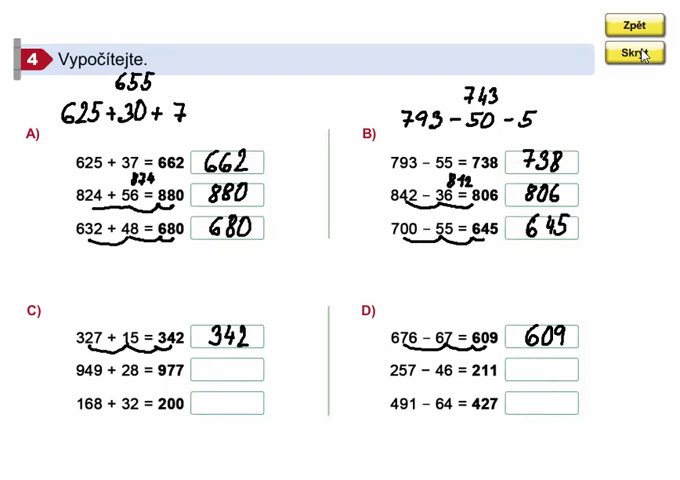 Zpět
Skrýt
4 Vypočítejte.
655
625 + 30 + 7
743
793 - 50 - 5
A)
625 + 37 = 662 662
874
824 + 56 = 880 880
632 + 48 = 680 680
B)
793 − 55 = 738 738
812
842 − 36 = 806 806
700 − 55 = 645 645
C)
327 + 15 = 342 342
949 + 28 = 977
168 + 32 = 200
D)
676 − 67 = 609 609
257 − 46 = 211
491 − 64 = 427